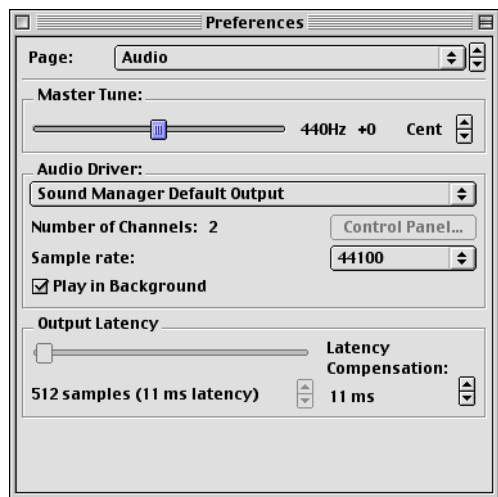 Preferences
Page: Audio
Master Tune:
440Hz +0 Cent
Audio Driver:
Sound Manager Default Output
Number of Channels: 2 Control Panel...
Sample rate: 44100
Play in Background
Output Latency
Latency
Compensation:
512 samples (11 ms latency) 11 ms